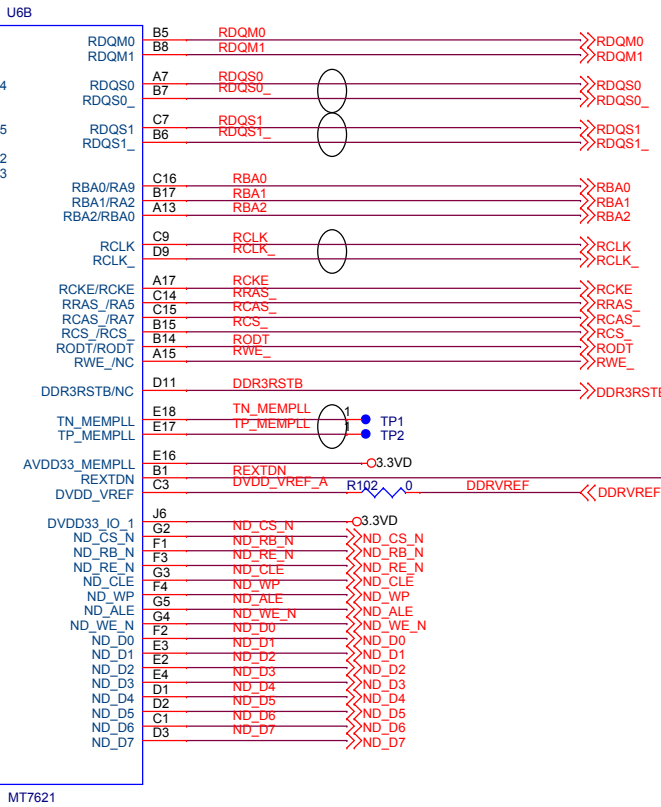 U6B
RDQM0 B5 RDQM0 RDQM0
RDQM1 B8 RDQM1 RDQM1
4 RDQS0 A7 RDQS0 RDQS0
RDQS0_ B7 RDQS0_ RDQS0_
5 RDQS1 C7 RDQS1 RDQS1
RDQS1_ B6 RDQS1_ RDQS1_
2
3
RBA0/RA9 C16 RBA0 RBA0
RBA1/RA2 B17 RBA1 RBA1
RBA2/RBA0 A13 RBA2 RBA2
RCLK C9 RCLK RCLK
RCLK_ D9 RCLK_ RCLK_
RCKE/RCKE A17 RCKE RCKE
RRAS_/RA5 C14 RRAS_ RRAS_
RCAS_/RA7 C15 RCAS_ RCAS_
RCS_/RCS_ B15 RCS_ RCS_
RODT/RODT B14 RODT RODT
RWE_/NC A15 RWE_ RWE_
DDR3RSTB/NC D11 DDR3RSTB DDR3RSTB
TN_MEMPLL E18 TN_MEMPLL 1 TP1
TP_MEMPLL E17 TP_MEMPLL 1 TP2
AVDD33_MEMPLL E16 3.3VD
REXTDN B1 REXTDN
DVDD_VREF C3 DVDD_VREF_A R102 0 DDRVREF DDRVREF
DVDD33_IO_1 J6 3.3VD
ND_CS_N G2 ND_CS_N ND_CS_N
ND_RB_N F1 ND_RB_N ND_RB_N
ND_RE_N F3 ND_RE_N ND_RE_N
ND_CLE G3 ND_CLE ND_CLE
ND_WP F4 ND_WP ND_WP
ND_ALE G5 ND_ALE ND_ALE
ND_WE_N G4 ND_WE_N ND_WE_N
ND_D0 F2 ND_D0 ND_D0
ND_D1 E3 ND_D1 ND_D1
ND_D2 E2 ND_D2 ND_D2
ND_D3 E4 ND_D3 ND_D3
ND_D4 D1 ND_D4 ND_D4
ND_D5 D2 ND_D5 ND_D5
ND_D6 C1 ND_D6 ND_D6
ND_D7 D3 ND_D7 ND_D7
MT7621